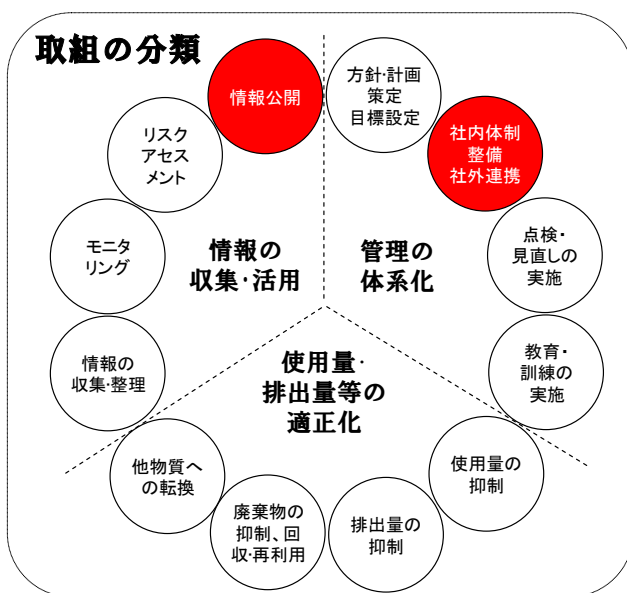 取組の分類
情報公開
方針・計画
策定
目標設定
社内体制
整備
社外連携
リスク
アセス
メント
モニタ
リング
情報の
収集・活用
管理の
体系化
点検・
見直しの
実施
情報の
収集・整理
使用量・
排出量等の
適正化
教育・
訓練の
実施
他物質へ
の転換
廃棄物の
抑制、回
収・再利用
排出量の
抑制
使用量の
抑制